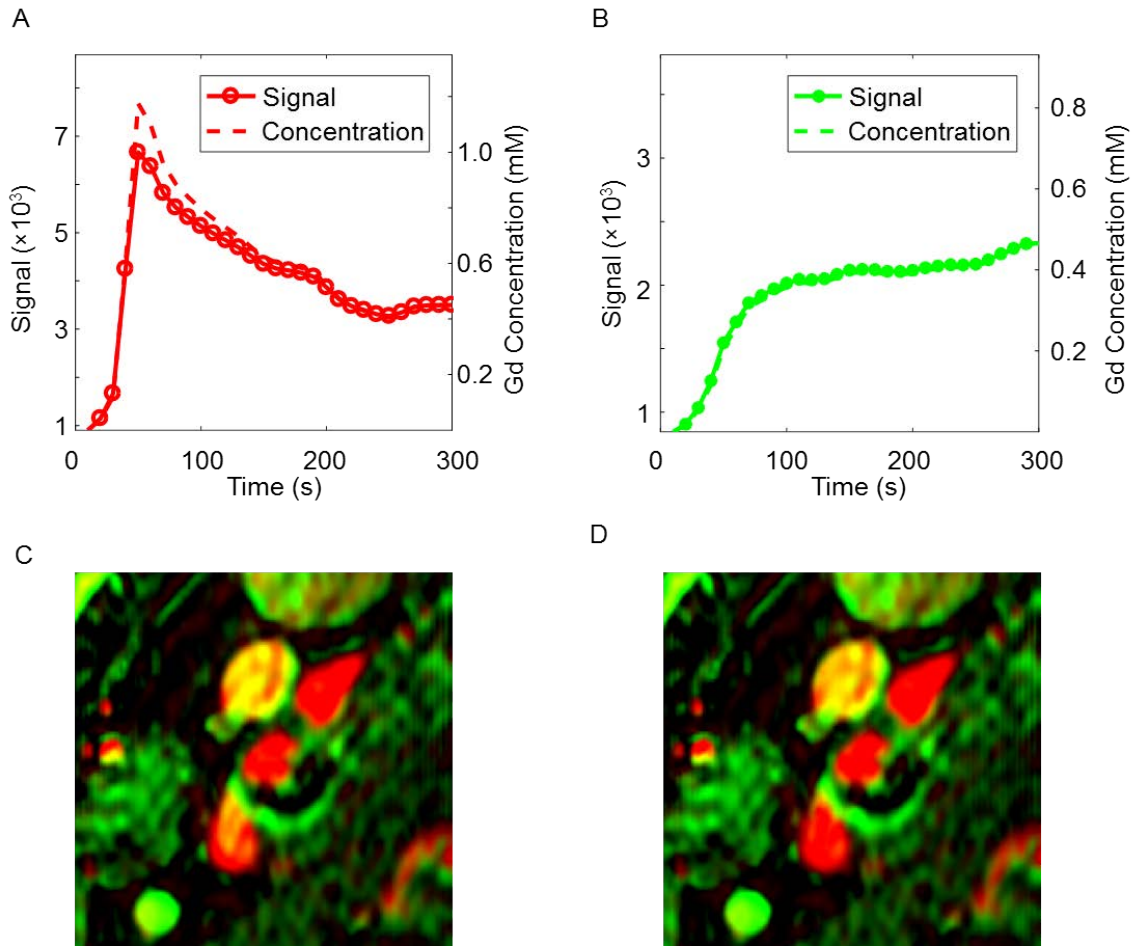 A
Signal
Concentration
Signal (×10³)
7
5
3
1
Gd Concentration (mM)
1.0
0.6
0.2
0
100
200
300
Time (s)
B
Signal
Concentration
Signal (×10³)
3
2
1
Gd Concentration (mM)
0.8
0.6
0.4
0.2
0
100
200
300
Time (s)
C
D